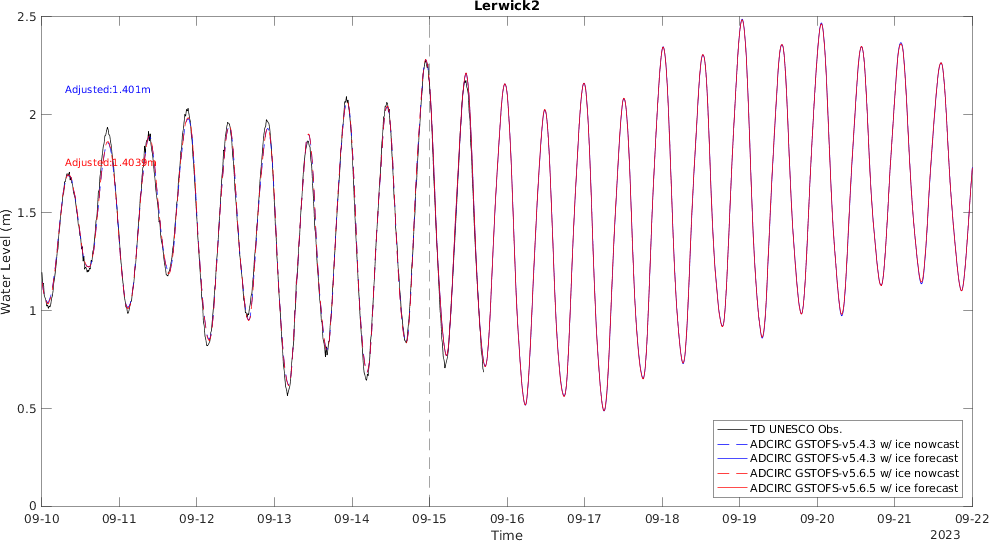 Lerwick2
2.5
2
1.5
1
0.5
0
Water Level (m)
Adjusted:1.401m
Adjusted:1.4039m
TD UNESCO Obs.
ADCIRC GSTOFS-v5.4.3 w/ ice nowcast
ADCIRC GSTOFS-v5.4.3 w/ ice forecast
ADCIRC GSTOFS-v5.6.5 w/ ice nowcast
ADCIRC GSTOFS-v5.6.5 w/ ice forecast
09-10 09-11 09-12 09-13 09-14 09-15 09-16 09-17 09-18 09-19 09-20 09-21 09-22
Time
2023